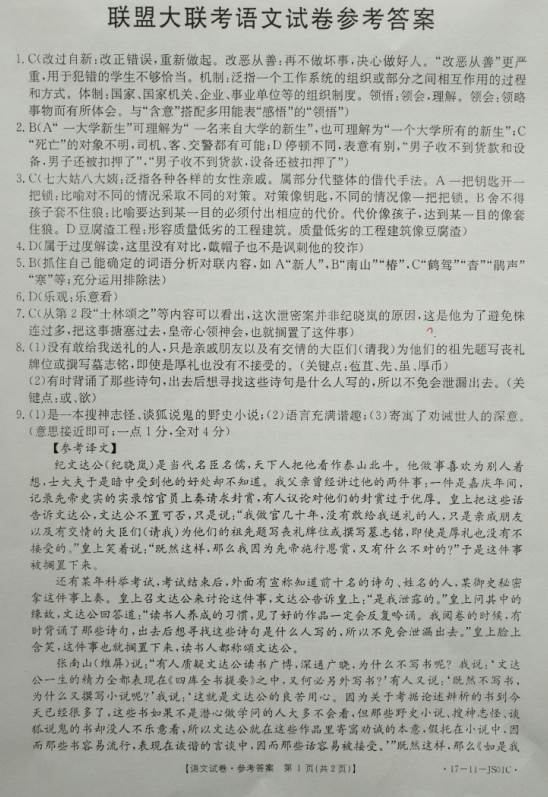 联盟大联考语文试卷参考答案
1. C(改过自新:改正错误,重新做起。改恶从善:再不做坏事,决心做好人。“改恶从善”更严
重,用于犯错的学生不够恰当。机制:泛指一个工作系统的组织或部分之间相互作用的过程
和方式。体制:国家、国家机关、企业、事业单位等的组织制度。领悟:领会,理解。领会:领略
事物而有所体会。与“含意”搭配多用能表“感悟”的“领悟”)
2. B(A“ 一大学新生”可理解为“ 一名来自大学的新生”,也可理解为“一个大学所有的新生”;C
“死亡”的对象不明,司机、客、交警都有可能;D 停顿不同,表意有别,“男子收不到货款和设
备,男子还被扣押了”,“男子收不到货款,设备还被扣押了”)
3. C(七大姑八大姨:泛指各种各样的女性亲戚。属部分代整体的借代手法。A 一把钥匙开一
把锁:比喻对不同的情况采取不同的对策。对策像钥匙,不同的情况像一把把锁。B 舍不得
孩子套不住狼:比喻要达到某一目的必须付出相应的代价。代价像孩子,达到某一目的像套
住狼。D 豆腐渣工程:形容质量低劣的工程建筑。质量低劣的工程建筑像豆腐渣)
4. D(属于过度解读,这里没有对比,戴帽子也不是讽刺他的狡诈)
5. B(抓住自己能确定的词语分析对联内容,如 A“新人”,B“南山”“椿”,C“鹤驾”“杳”“鹃声”
“寒”等;充分运用排除法)
6. D(乐观:乐意看)
7. C(从第 2 段“士林颂之”等内容可以看出,这次泄密案并非纪晓岚的原因,这是他为了避免株
连过多,把这事搪塞过去,皇帝心领神会,也就搁置了这件事)
8. (1)没有敢给我送礼的人,只是亲戚朋友以及有交情的大臣们(请我)为他们的祖先题写丧礼
牌位或撰写墓志铭,即使是厚礼也没有不接受的。(关键点:苞苴、先、虽、厚币)
(2)有时背诵了那些诗句,出去后想寻找这些诗句是什么人写的,所以不免会泄漏出去。(关
键点:或、欲)
9. (1)是一本搜神志怪、谈狐说鬼的野史小说;(2)语言充满谐趣;(3)寄寓了劝诫世人的深意。
(意思接近即可;一点 1 分,全对 4 分)
【参考译文】
纪文达公(纪晓岚)是当代名臣名儒,天下人把他看作泰山北斗。他做事喜欢为别人着
想,士大夫于是暗中受到他的好处却不知道。我父亲曾经讲过他的两件事:一件是嘉庆年间,
记录先帝史实的实录馆官员上奏请求封赏,有人议论对他们的封赏过于优厚。皇上把这些话
告诉文达公,文达公不置可否,只是说:“我做官几十年,没有敢给我送礼的人,只是亲戚朋友
以及有交情的大臣们(请我)为他们的祖先题写丧礼牌位或撰写墓志铭,即使是厚礼也没有不
接受的。”皇上笑着说:“既然这样,那么我因为先帝施行恩赏,又有什么不对的?”于是这件事
被搁置下来。
还有某年科举考试,考试结束后,外面有宣称知道前十名的诗句、姓名的人,某御史秘密
拿这件事上奏。皇上召文达公来讨论这件事,文达公告诉皇上:“是我泄露的。”皇上问其中的
缘故,文达公回答道:“读书人养成的习惯,见了好的作品一定会反复吟诵。我阅卷的时候,有
时背诵了那些诗句,出去后想寻找这些诗句是什么人写的,所以不免会泄漏出去。”皇上脸上
含笑,这件事也就搁置下来,读书人都称颂文达公。
张南山(维屏)说:“有人质疑文达公读书广博,深通广晓,为什么不写书呢?我说:‘文达
公一生的精力全都表现在《四库全书提要》之中,又何必另外写书?’有人又说:‘既然不写书,
为什么又撰写小说呢?’我说:‘这就是文达公的良苦用心。因为关于考据论述辨析的书到今
天已经很多了,这些书如果不是潜心做学问的人大多不会看,但那些野史小说、搜神志怪、谈
狐说鬼的书却没人不乐意看,所以文达公就在这些作品里寄寓劝诫的本意,假托在小说中,因
而那些书容易流行,表现在诙谐的言谈中,因而那些话容易被接受。’”既然这样,那么《如是我
【语文试卷·参考答案 第 1 页(共 2 页)】
·17-11-JS01C·